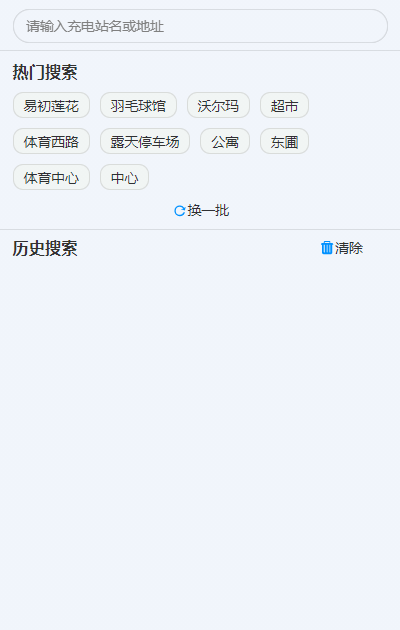 请输入充电站名或地址
热门搜索
易初莲花 羽毛球馆 沃尔玛 超市
体育西路 露天停车场 公寓 东圃
体育中心 中心
换一批
历史搜索 清除